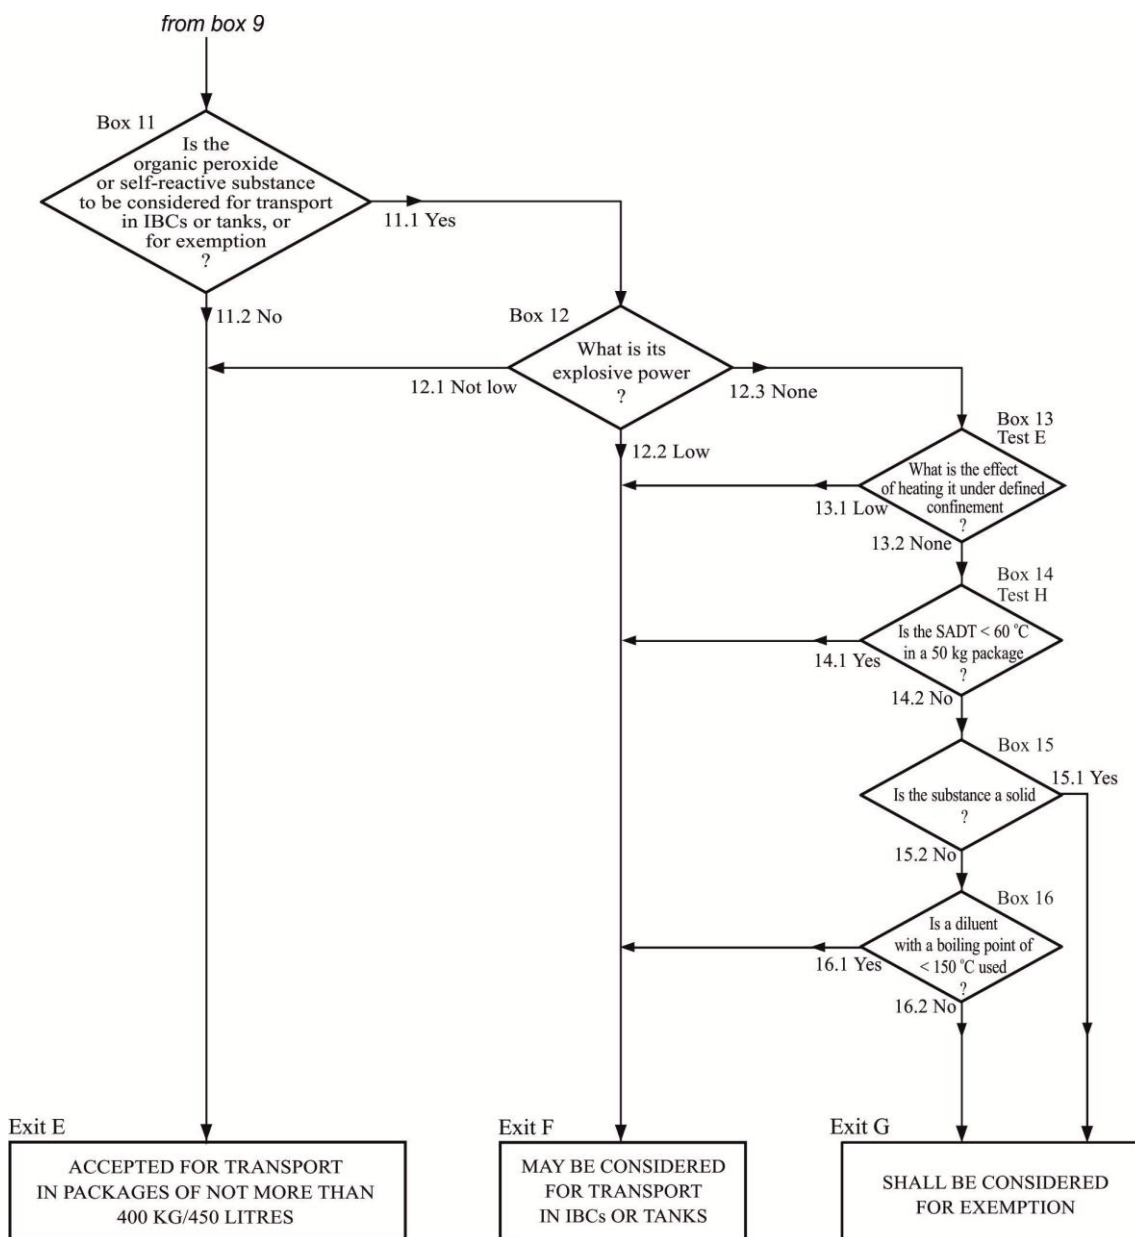 from box 9
Box 11
Is the
organic peroxide
or self-reactive substance
to be considered for transport
in IBCs or tanks, or
for exemption
?
11.1 Yes
11.2 No
Box 12
What is its
explosive power
?
12.1 Not low
12.3 None
12.2 Low
Box 13
Test E
What is the effect
of heating it under defined
confinement
?
13.1 Low
13.2 None
Box 14
Test H
Is the SADT < 60 °C
in a 50 kg package
?
14.1 Yes
14.2 No
Box 15
15.1 Yes
Is the substance a solid
?
15.2 No
Box 16
Is a diluent
with a boiling point of
< 150 °C used
?
16.1 Yes
16.2 No
Exit E
ACCEPTED FOR TRANSPORT
IN PACKAGES OF NOT MORE THAN
400 KG/450 LITRES
Exit F
MAY BE CONSIDERED
FOR TRANSPORT
IN IBCs OR TANKS
Exit G
SHALL BE CONSIDERED
FOR EXEMPTION